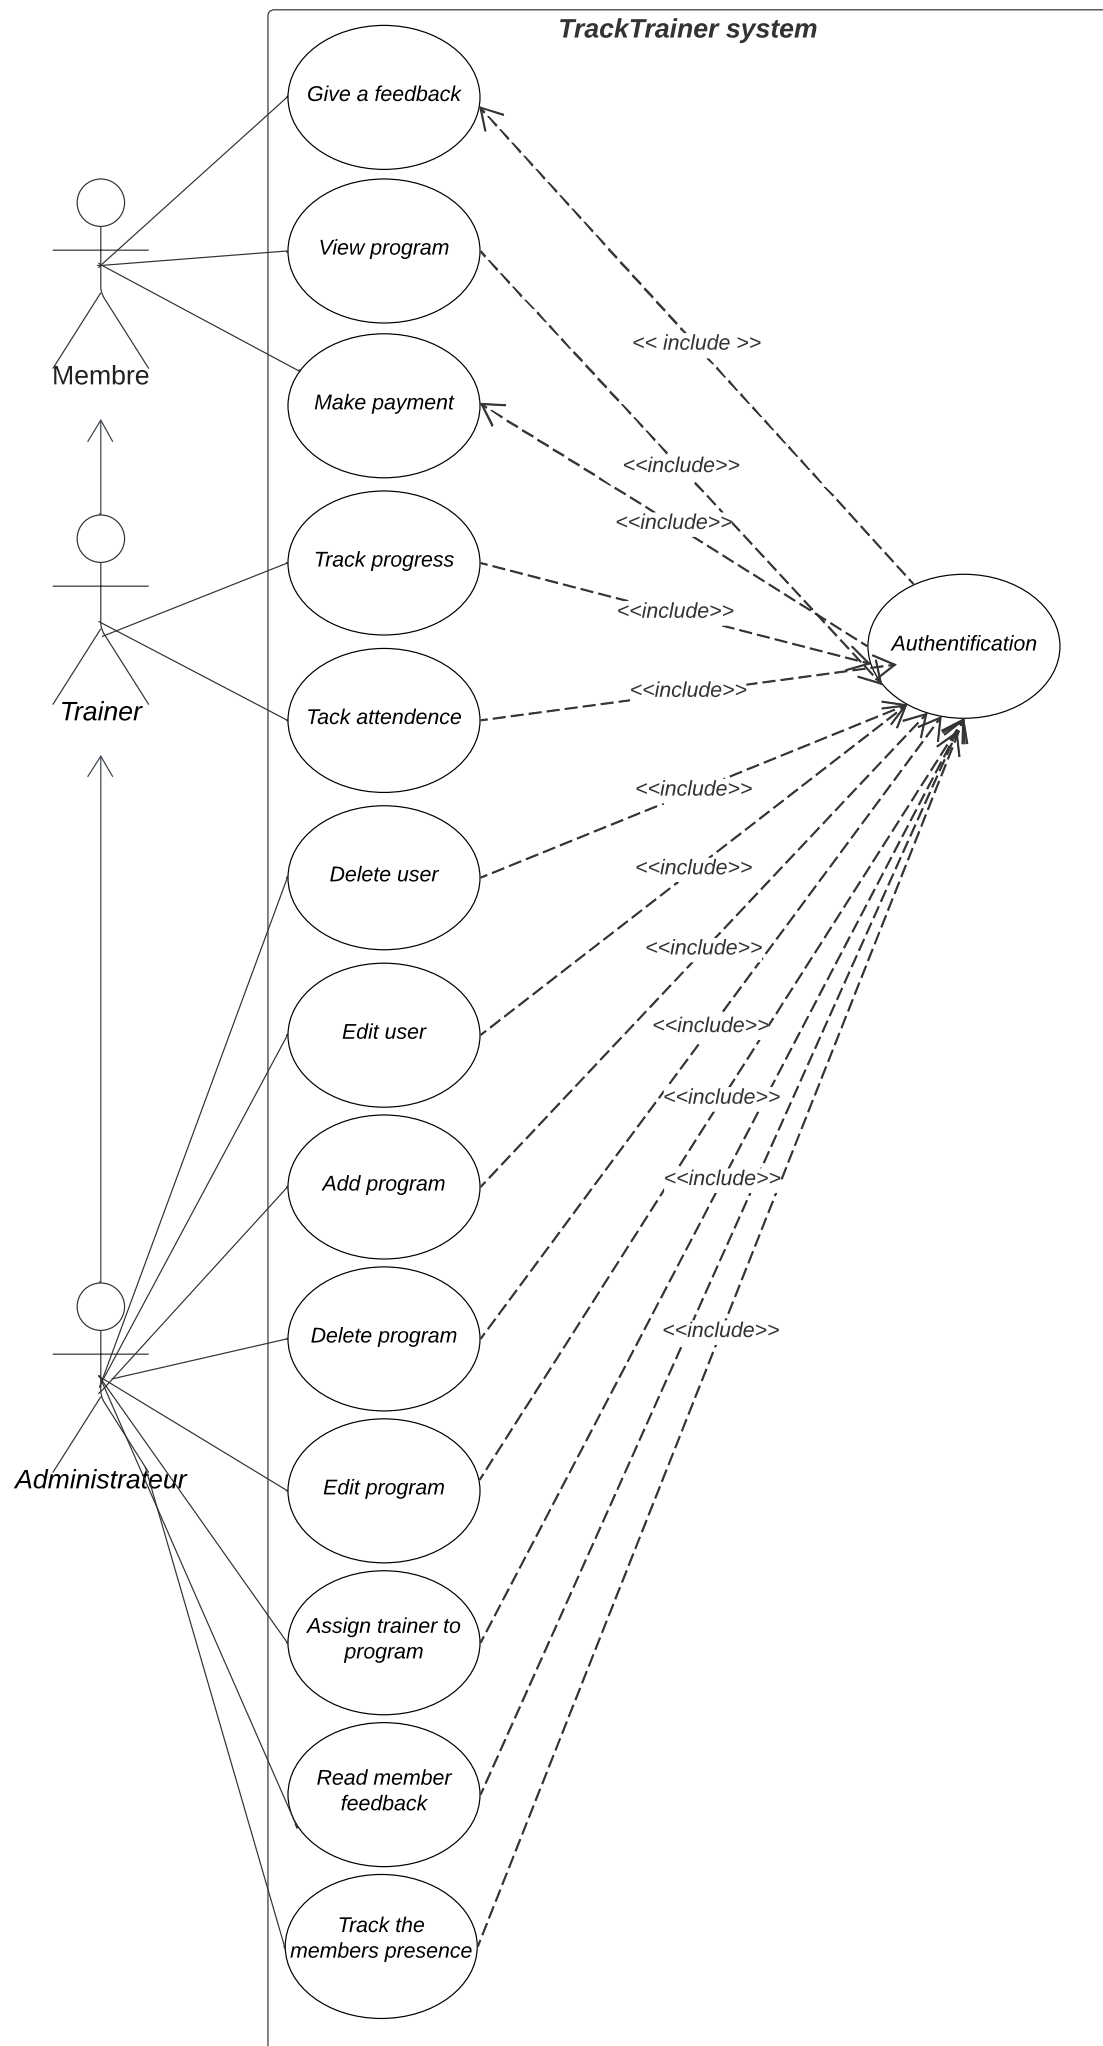 TrackTrainer system
Give a feedback
View program
<< include >>
Membre
Make payment
<<include>>
<<include>>
Track progress
<<include>>
Authentification
Trainer
Tack attendence
<<include>>
<<include>>
Delete user
<<include>>
<<include>>
Edit user
<<include>>
<<include>>
Add program
<<include>>
Delete program
<<include>>
Administrateur
Edit program
Assign trainer to
program
Read member
feedback
Track the
members presence